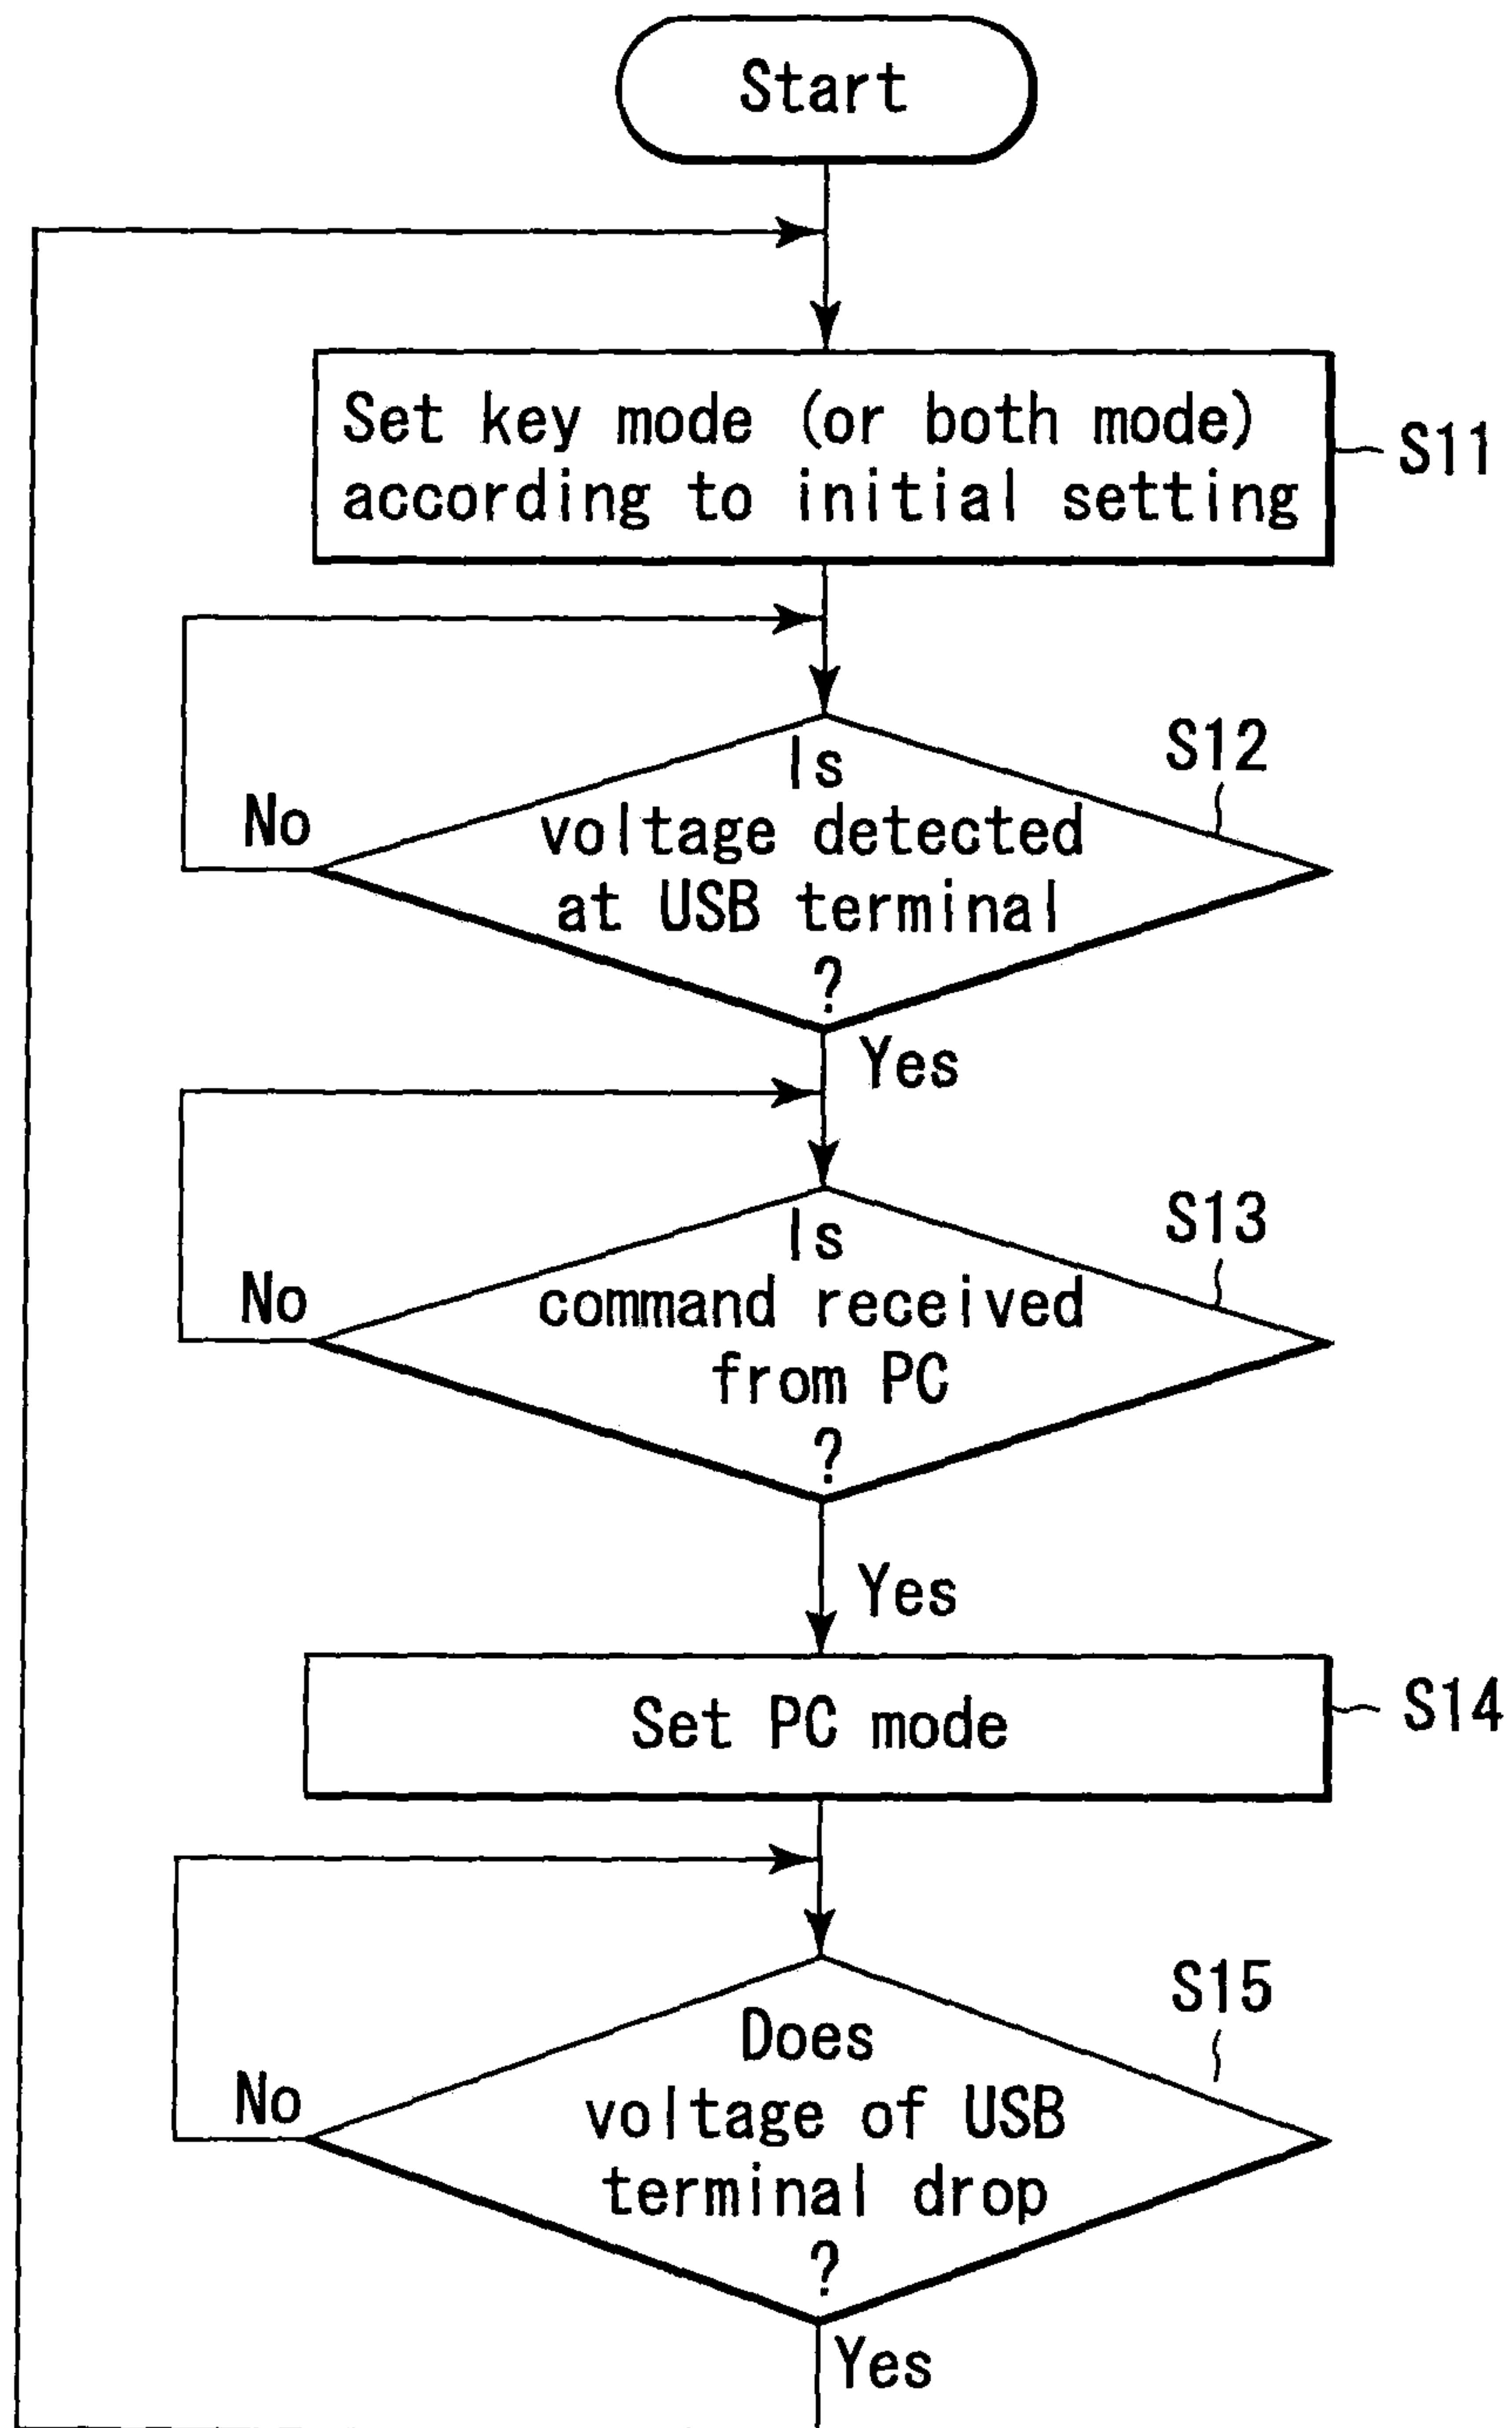 Start
Set key mode (or both mode)
according to initial setting
S11
S12
Is
voltage detected
at USB terminal
?
No
Yes
S13
Is
command received
from PC
?
No
Yes
Set PC mode
S14
S15
Does
voltage of USB
terminal drop
?
No
Yes